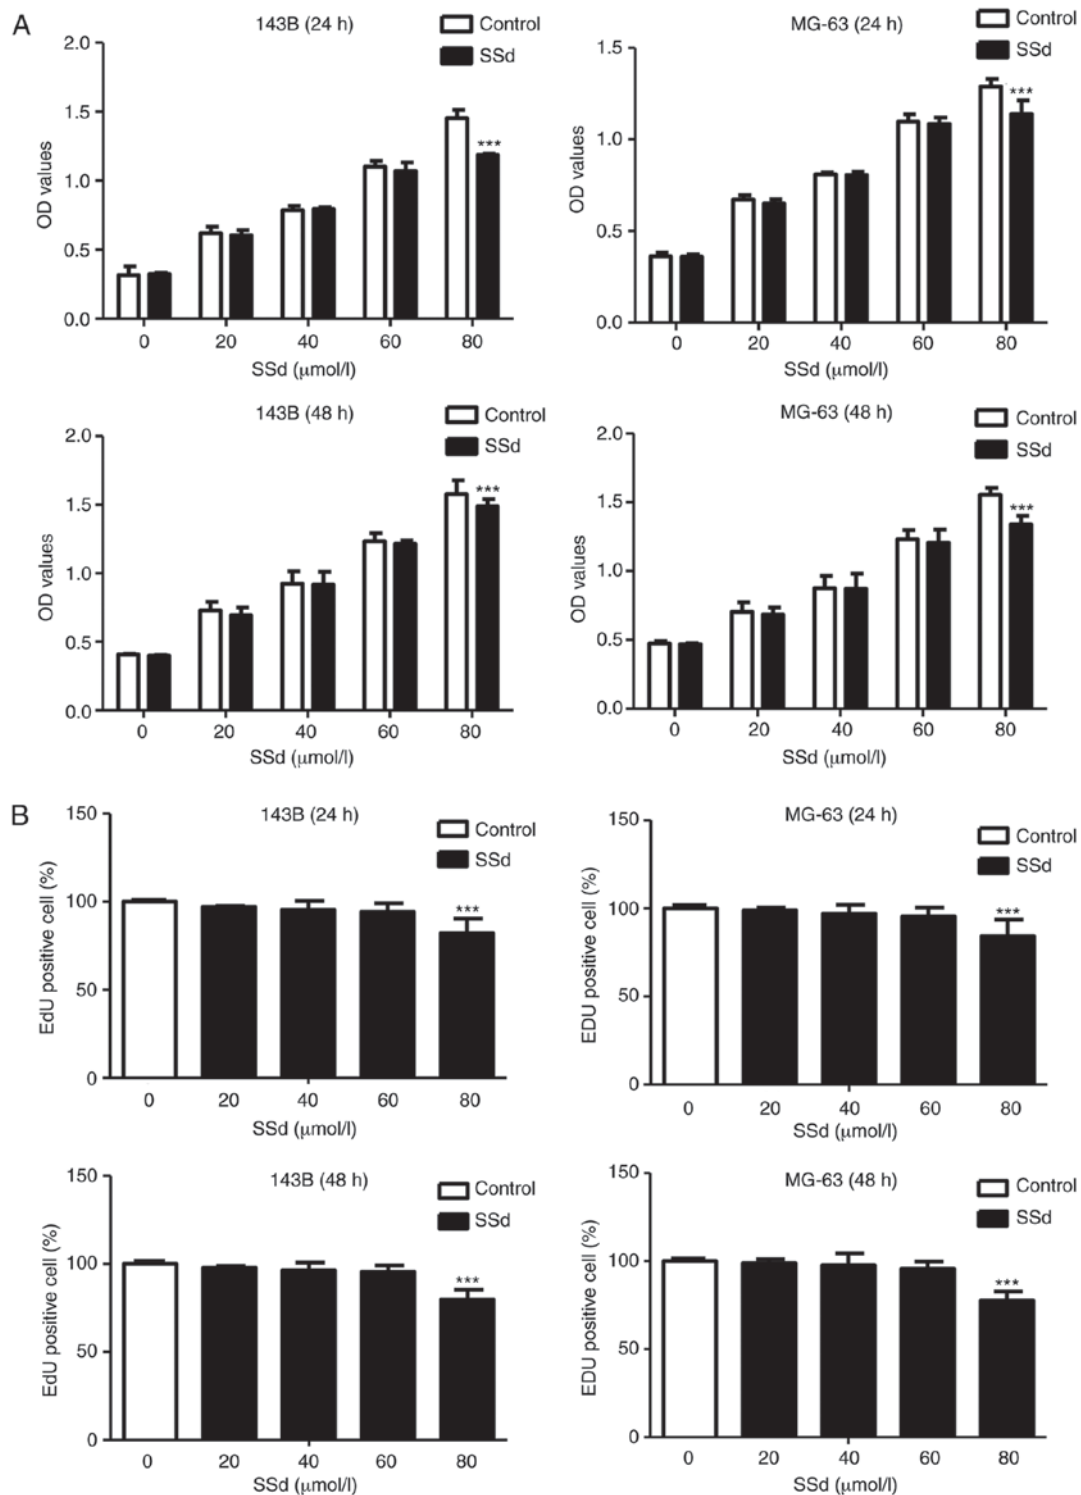 A
143B (24 h)
Control
SSd
2.0
1.5
1.0
0.5
0.0
OD values
***
0 20 40 60 80
SSd (μmol/l)
MG-63 (24 h)
Control
SSd
1.5
1.0
0.5
0.0
OD values
***
0 20 40 60 80
SSd (μmol/l)
143B (48 h)
Control
SSd
2.0
1.5
1.0
0.5
0.0
OD values
***
0 20 40 60 80
SSd (μmol/l)
MG-63 (48 h)
Control
SSd
2.0
1.5
1.0
0.5
0.0
OD values
***
0 20 40 60 80
SSd (μmol/l)
B
143B (24 h)
Control
SSd
150
100
50
0
EdU positive cell (%)
***
0 20 40 60 80
SSd (μmol/l)
MG-63 (24 h)
Control
SSd
150
100
50
0
EDU positive cell (%)
***
0 20 40 60 80
SSd (μmol/l)
143B (48 h)
Control
SSd
150
100
50
0
EdU positive cell (%)
***
0 20 40 60 80
SSd (μmol/l)
MG-63 (48 h)
Control
SSd
150
100
50
0
EDU positive cell (%)
***
0 20 40 60 80
SSd (μmol/l)